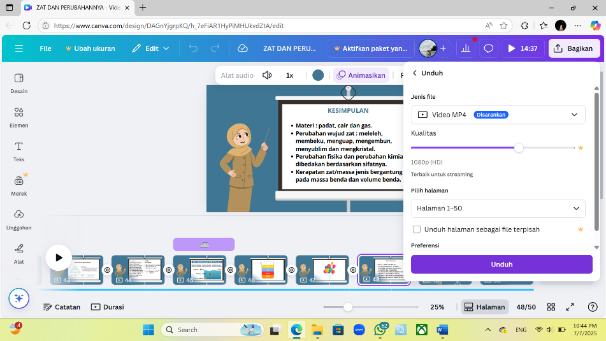 ZAT DAN PERUBAHANNYA - Video
https://www.canva.com/design/DAGnYjgrpKQ/h_7eFiAR1HyPiMHUkvdZtA/edit
File
Ubah ukuran
Edit
ZAT DAN PERU...
Aktifkan paket yan...
14:37
Bagikan
Alat audio
1x
Animasikan
Desain
Elemen
Teks
Merek
Unggahan
Alat
KESIMPULAN
• Materi : padat, cair dan gas.
• Perubahan wujud zat : meleleh,
membeku, menguap, mengembun,
menyublim dan mengkristal.
• Perubahan fisika dan perubahan kimia
dibedakan berdasarkan sifatnya.
• Kerapatan zat/massa jenis bergantung
pada massa benda dan volume benda.
Unduh
Jenis file
Video MP4
Disarankan
Kualitas
1080p (HD)
Terbaik untuk streaming
Pilih halaman
Halaman 1-50
Unduh halaman sebagai file terpisah
Preferensi
Unduh
Catatan
Durasi
25%
Halaman
48/50
Search
ENG
10:44 PM
7/7/2025